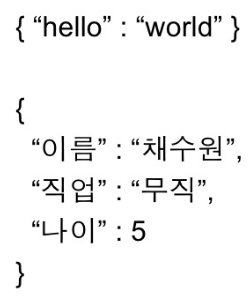 { “hello” : “world” }
{
“이름” : “채수원”,
“직업” : “무직”,
“나이” : 5
}